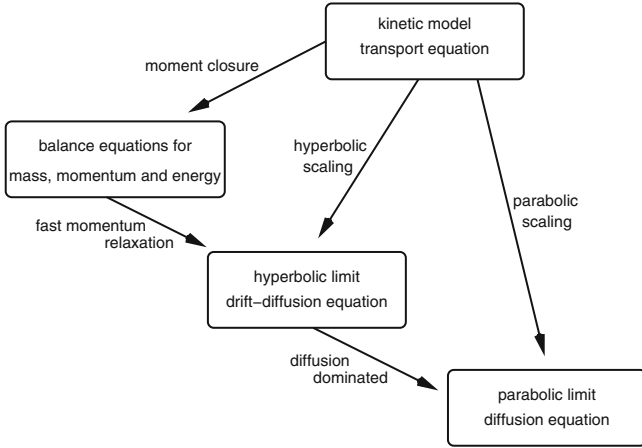 kinetic model
transport equation
moment closure
balance equations for
mass, momentum and energy
hyperbolic
scaling
parabolic
scaling
fast momentum
relaxation
hyperbolic limit
drift–diffusion equation
diffusion
dominated
parabolic limit
diffusion equation